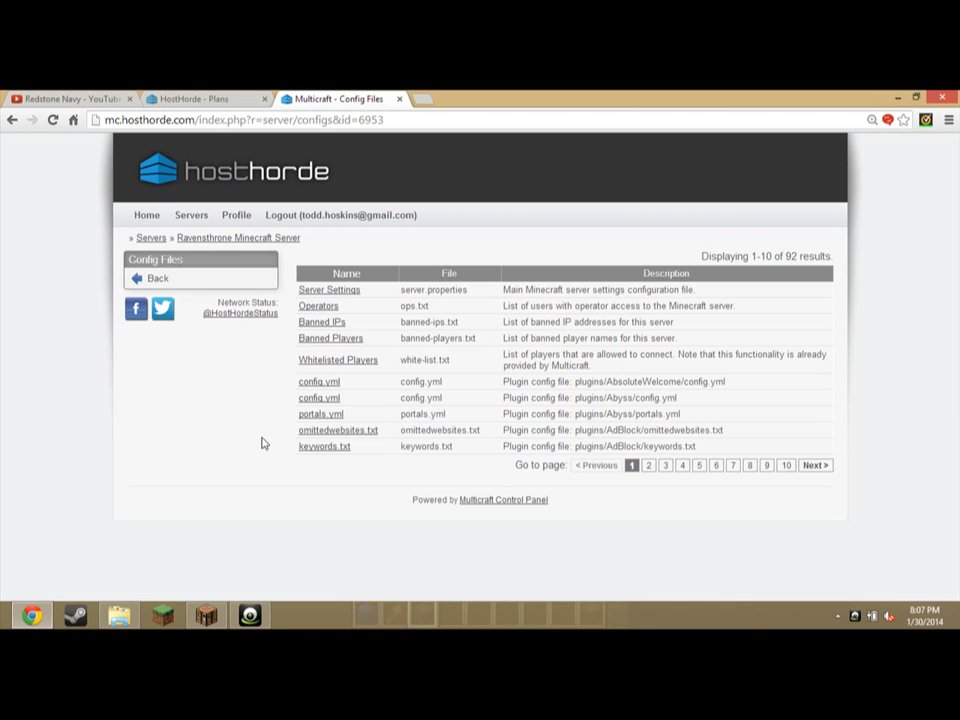 Redstone Navy - YouTube
HostHorde - Plans
Multicraft - Config Files
mc.hosthorde.com/index.php?r=server/configs&id=6953
hosthorde
Home Servers Profile Logout (todd.hoskins@gmail.com)
» Servers » Ravensthrone Minecraft Server
Config Files
Back
Network Status:
@HostHordeStatus
Displaying 1-10 of 92 results.
Name File Description
Server Settings server.properties Main Minecraft server settings configuration file.
Operators ops.txt List of users with operator access to the Minecraft server.
Banned IPs banned-ips.txt List of banned IP addresses for this server
Banned Players banned-players.txt List of banned player names for this server.
Whitelisted Players white-list.txt List of players that are allowed to connect. Note that this functionality is already
provided by Multicraft.
config.yml config.yml Plugin config file: plugins/AbsoluteWelcome/config.yml
config.yml config.yml Plugin config file: plugins/Abyss/config.yml
portals.yml portals.yml Plugin config file: plugins/Abyss/portals.yml
omittedwebsites.txt omittedwebsites.txt Plugin config file: plugins/AdBlock/omittedwebsites.txt
keywords.txt keywords.txt Plugin config file: plugins/AdBlock/keywords.txt
Go to page: < Previous 1 2 3 4 5 6 7 8 9 10 Next >
Powered by Multicraft Control Panel
8:07 PM
1/30/2014